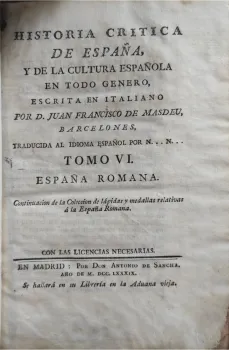 HISTORIA CRITICA
DE ESPAÑA,
Y DE LA CULTURA ESPAÑOLA
EN TODO GENERO,
ESCRITA EN ITALIANO
POR D. JUAN FRANCISCO DE MASDEU,
BARCELONES,
TRADUCIDA AL IDIOMA ESPAÑOL POR N... N...
TOMO VI.
ESPAÑA ROMANA.
Continuacion de la Coleccion de lápidas y medallas relativas
á la España Romana.
CON LAS LICENCIAS NECESARIAS.
EN MADRID: POR DON ANTONIO DE SANCHA,
AÑO DE M. DCC. LXXXIX.
Se hallará en su Librería en la Aduana vieja.